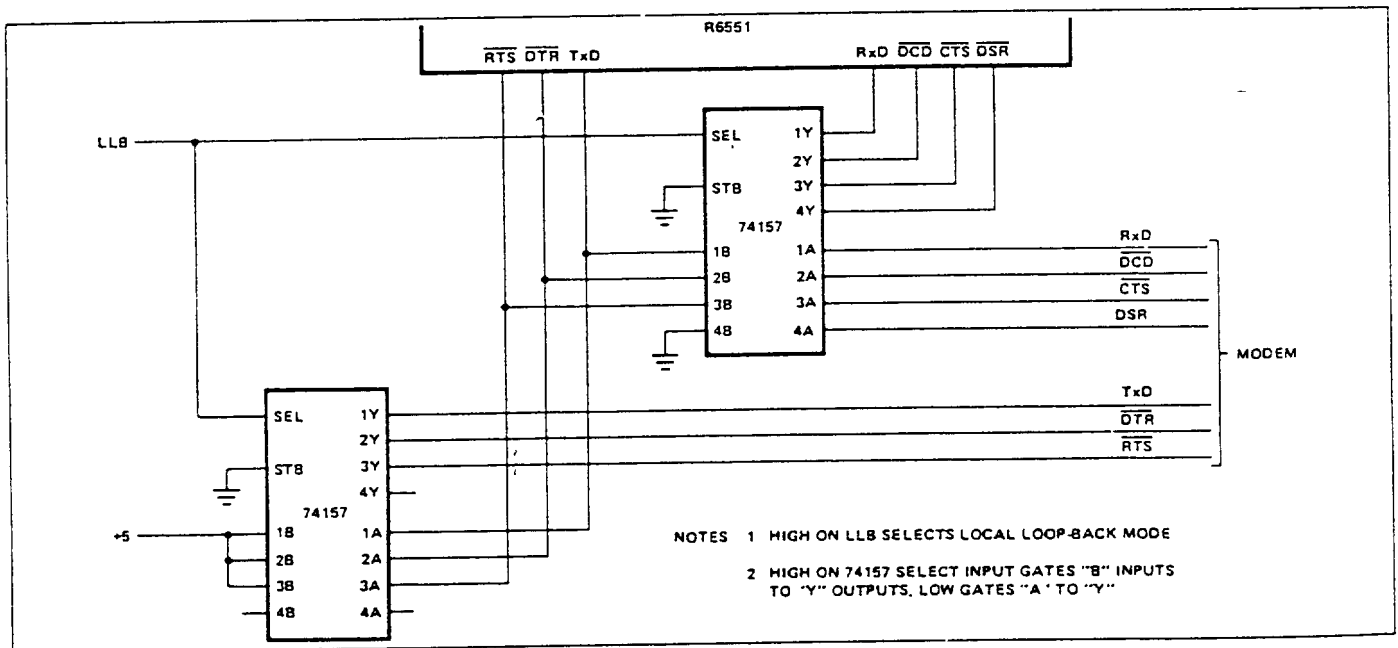 R6551
RTS DTR TxD
RxD DCD CTS DSR
LLB
SEL
STB
74157
1B
2B
3B
4B
1Y
2Y
3Y
4Y
1A
2A
3A
4A
RxD
DCD
CTS
DSR
MODEM
TxD
DTR
RTS
SEL
STB
74157
+5
1B
2B
3B
4B
1Y
2Y
3Y
4Y
1A
2A
3A
4A
NOTES 1 HIGH ON LLB SELECTS LOCAL LOOP-BACK MODE
2 HIGH ON 74157 SELECT INPUT GATES "B" INPUTS
TO "Y" OUTPUTS, LOW GATES "A" TO "Y"